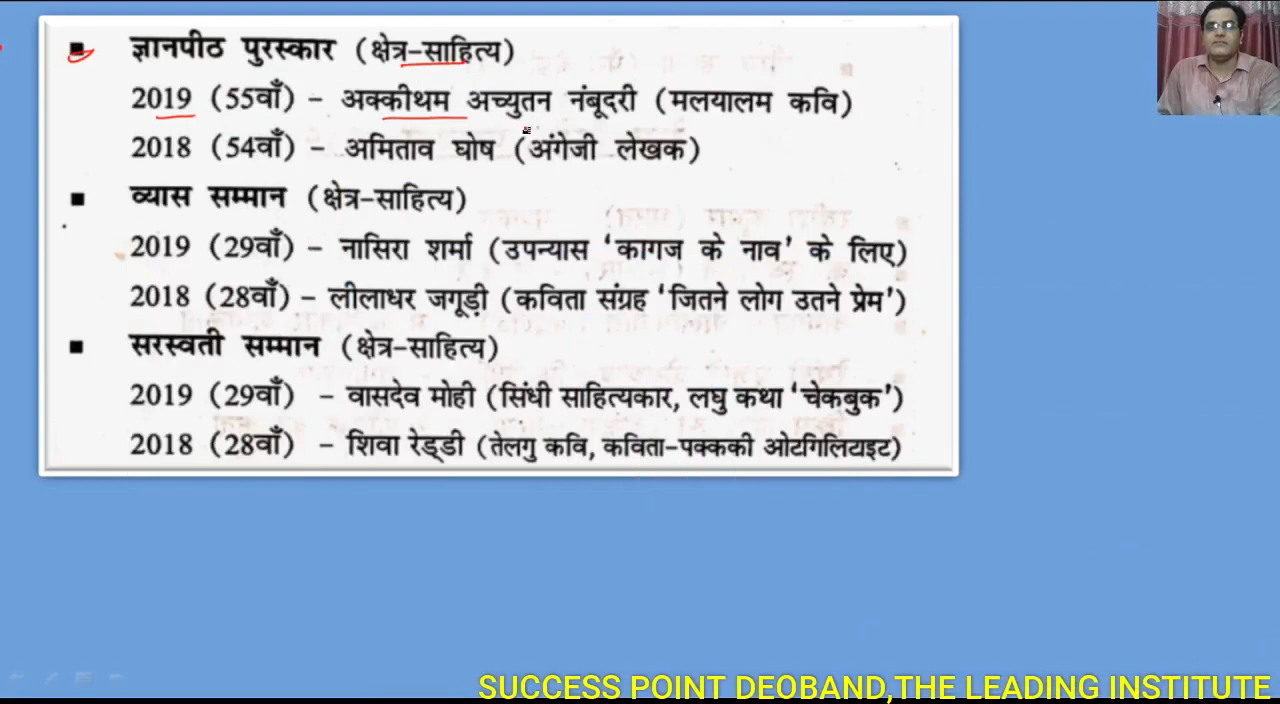 ■ ज्ञानपीठ पुरस्कार (क्षेत्र-साहित्य)
2019 (55वाँ) - अक्कीथम अच्युतन नंबूदरी (मलयालम कवि)
2018 (54वाँ) - अमिताव घोष (अंगेजी लेखक)
■ व्यास सम्मान (क्षेत्र-साहित्य)
2019 (29वाँ) - नासिरा शर्मा (उपन्यास 'कागज के नाव' के लिए)
2018 (28वाँ) - लीलाधर जगूड़ी (कविता संग्रह 'जितने लोग उतने प्रेम')
■ सरस्वती सम्मान (क्षेत्र-साहित्य)
2019 (29वाँ) - वासदेव मोही (सिंधी साहित्यकार, लघु कथा 'चेकबुक')
2018 (28वाँ) - शिवा रेड्डी (तेलगु कवि, कविता-पक्ककी ओटगिलिटाइट)
SUCCESS POINT DEOBAND,THE LEADING INSTITUTE